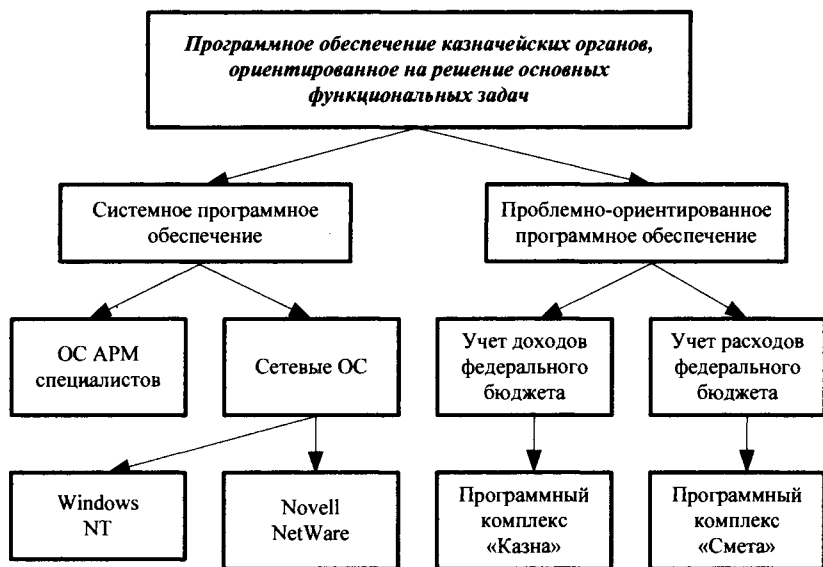 Программное обеспечение казначейских органов,
ориентированное на решение основных
функциональных задач
Системное программное
обеспечение
Проблемно-ориентированное
программное обеспечение
ОС АРМ
специалистов
Сетевые ОС
Учет доходов
федерального
бюджета
Учет расходов
федерального
бюджета
Windows
NT
Novell
NetWare
Программный
комплекс
«Казна»
Программный
комплекс
«Смета»